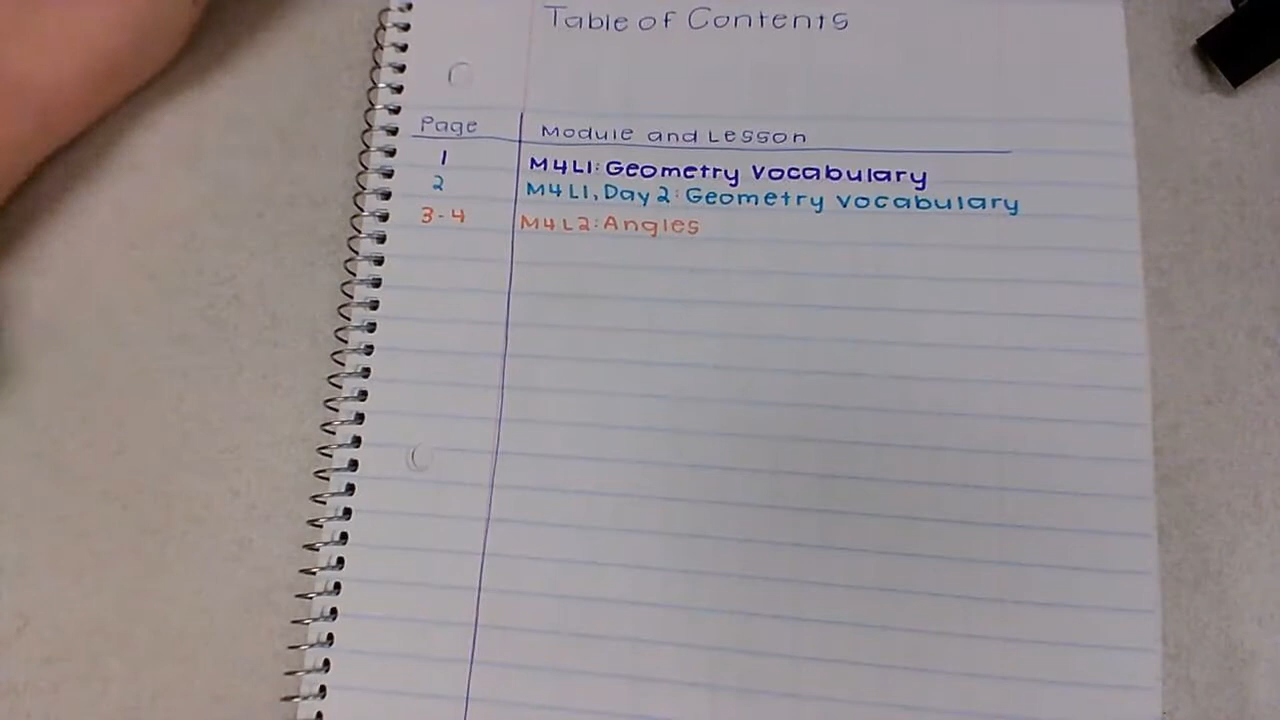 Table of Contents
Page Module and Lesson
1 M4L1: Geometry Vocabulary
2 M4L1, Day 2: Geometry Vocabulary
3-4 M4L2: Angles